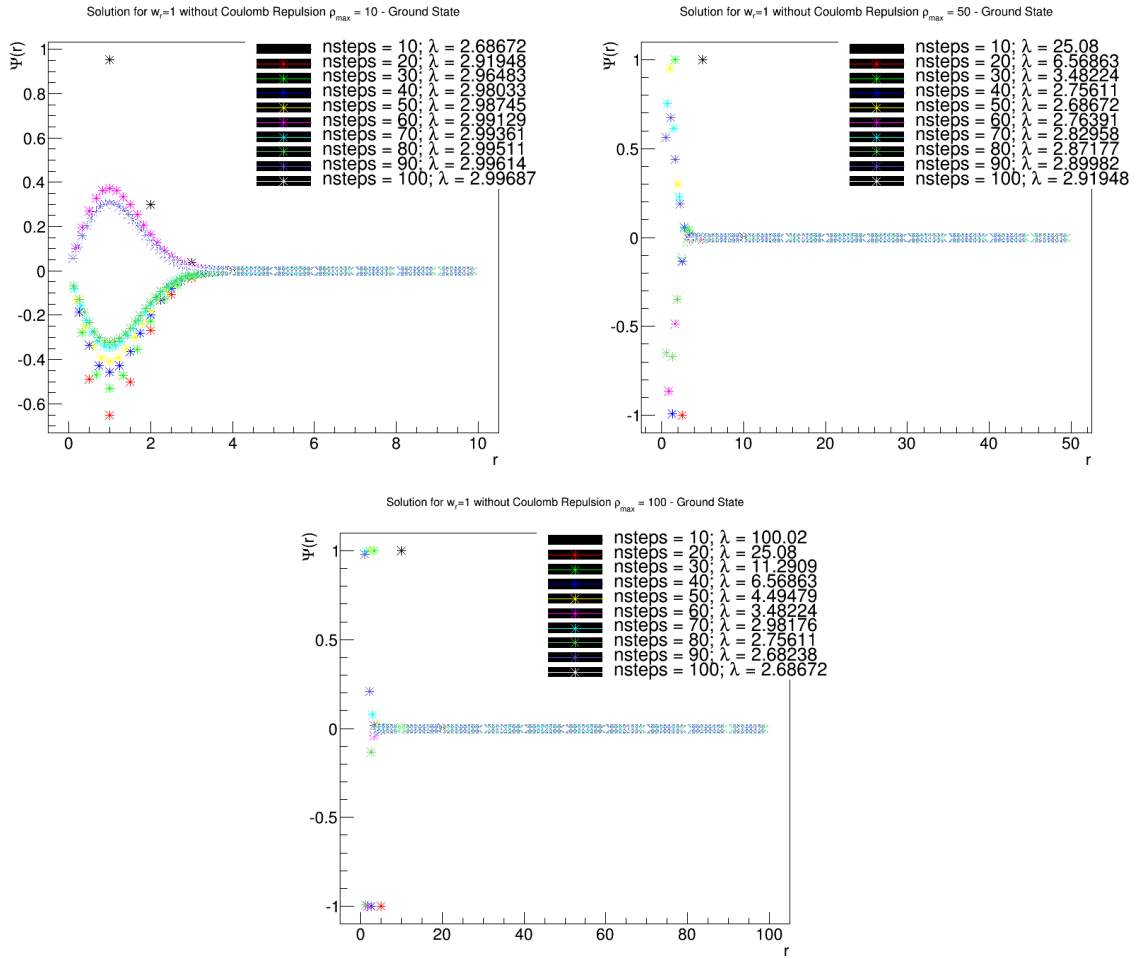 Solution for wr=1 without Coulomb Repulsion ρmax = 10 - Ground State
Ψ(r)
nsteps = 10; λ = 2.68672
nsteps = 20; λ = 2.91948
nsteps = 30; λ = 2.96483
nsteps = 40; λ = 2.98033
nsteps = 50; λ = 2.98745
nsteps = 60; λ = 2.99129
nsteps = 70; λ = 2.99361
nsteps = 80; λ = 2.99511
nsteps = 90; λ = 2.99614
nsteps = 100; λ = 2.99687
1
0.8
0.6
0.4
0.2
0
-0.2
-0.4
-0.6
0 2 4 6 8 10
r
Solution for wr=1 without Coulomb Repulsion ρmax = 50 - Ground State
Ψ(r)
nsteps = 10; λ = 25.08
nsteps = 20; λ = 6.56863
nsteps = 30; λ = 3.48224
nsteps = 40; λ = 2.75611
nsteps = 50; λ = 2.68672
nsteps = 60; λ = 2.76391
nsteps = 70; λ = 2.82958
nsteps = 80; λ = 2.87177
nsteps = 90; λ = 2.89982
nsteps = 100; λ = 2.91948
1
0.5
0
-0.5
-1
0 10 20 30 40 50
r
Solution for wr=1 without Coulomb Repulsion ρmax = 100 - Ground State
Ψ(r)
nsteps = 10; λ = 100.02
nsteps = 20; λ = 25.08
nsteps = 30; λ = 11.2909
nsteps = 40; λ = 6.56863
nsteps = 50; λ = 4.49479
nsteps = 60; λ = 3.48224
nsteps = 70; λ = 2.98176
nsteps = 80; λ = 2.75611
nsteps = 90; λ = 2.68238
nsteps = 100; λ = 2.68672
1
0.5
0
-0.5
-1
0 20 40 60 80 100
r